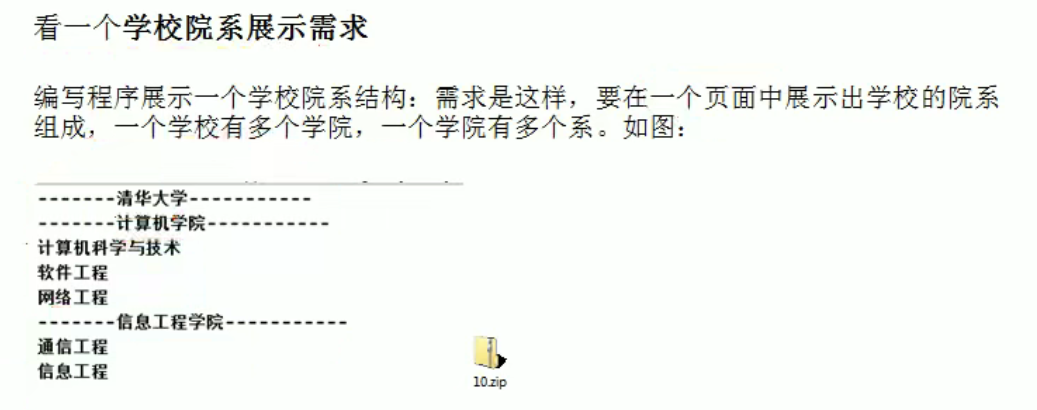 看一个学校院系展示需求
编写程序展示一个学校院系结构：需求是这样，要在一个页面中展示出学校的院系
组成，一个学校有多个学院，一个学院有多个系。如图：
-------清华大学-----------
-------计算机学院-----------
计算机科学与技术
软件工程
网络工程
-------信息工程学院-----------
通信工程
信息工程
10.zip